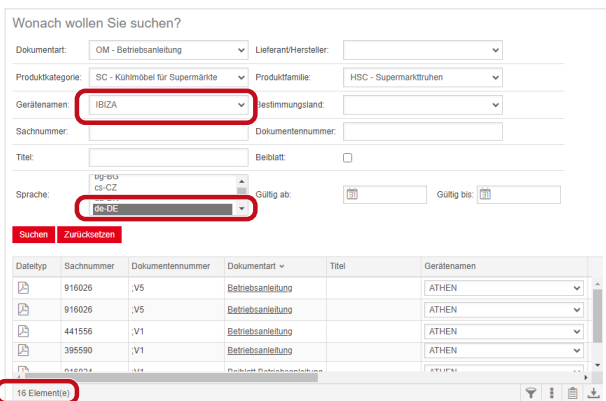 Wonach wollen Sie suchen?
Dokumentart: OM - Betriebsanleitung Lieferant/Hersteller:
Produktkategorie: SC - Kühlmöbel für Supermärkte Produktfamilie: HSC - Supermarkttruhen
Gerätenamen: IBIZA Bestimmungsland:
Sachnummer: Dokumentennummer:
Titel: Beiblatt:
bg-BG
cs-CZ
Sprache: Gültig ab: Gültig bis:
de-DE
Suchen Zurücksetzen
Dateityp Sachnummer Dokumentennummer Dokumentart Titel Gerätenamen
916026 ;V5 Betriebsanleitung ATHEN
916026 ;V5 Betriebsanleitung ATHEN
441556 ;V1 Betriebsanleitung ATHEN
395590 ;V1 Betriebsanleitung ATHEN
16 Element(e)